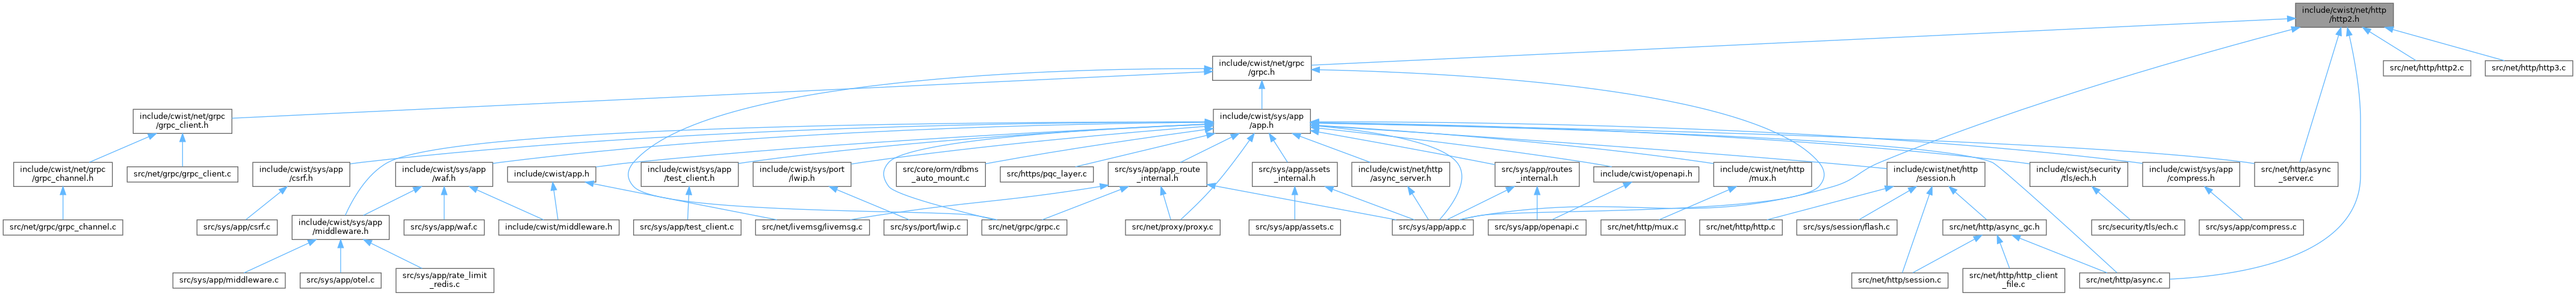 include/cwist/net/http
/http2.h
include/cwist/net/grpc
/grpc.h
src/net/http/http2.c
src/net/http/http3.c
include/cwist/net/grpc
/grpc_client.h
include/cwist/sys/app
/app.h
include/cwist/net/grpc
/grpc_channel.h
src/net/grpc/grpc_client.c
include/cwist/sys/app
/csrf.h
include/cwist/sys/app
/waf.h
include/cwist/app.h
include/cwist/sys/app
/test_client.h
include/cwist/sys/port
/lwip.h
src/core/orm/rdbms
_auto_mount.c
src/https/pqc_layer.c
src/sys/app/app_route
_internal.h
src/sys/app/assets
_internal.h
include/cwist/net/http
/async_server.h
src/sys/app/routes
_internal.h
include/cwist/openapi.h
include/cwist/net/http
/mux.h
include/cwist/net/http
/session.h
include/cwist/security
/tls/ech.h
include/cwist/sys/app
/compress.h
src/net/http/async
_server.c
src/net/grpc/grpc_channel.c
src/sys/app/csrf.c
include/cwist/sys/app
/middleware.h
src/sys/app/waf.c
include/cwist/middleware.h
src/sys/app/test_client.c
src/net/livemsg/livemsg.c
src/sys/port/lwip.c
src/net/grpc/grpc.c
src/net/proxy/proxy.c
src/sys/app/assets.c
src/sys/app/app.c
src/sys/app/openapi.c
src/net/http/mux.c
src/net/http/http.c
src/sys/session/flash.c
src/net/http/async_gc.h
src/security/tls/ech.c
src/sys/app/compress.c
src/sys/app/middleware.c
src/sys/app/otel.c
src/sys/app/rate_limit
_redis.c
src/net/http/session.c
src/net/http/http_client
_file.c
src/net/http/async.c